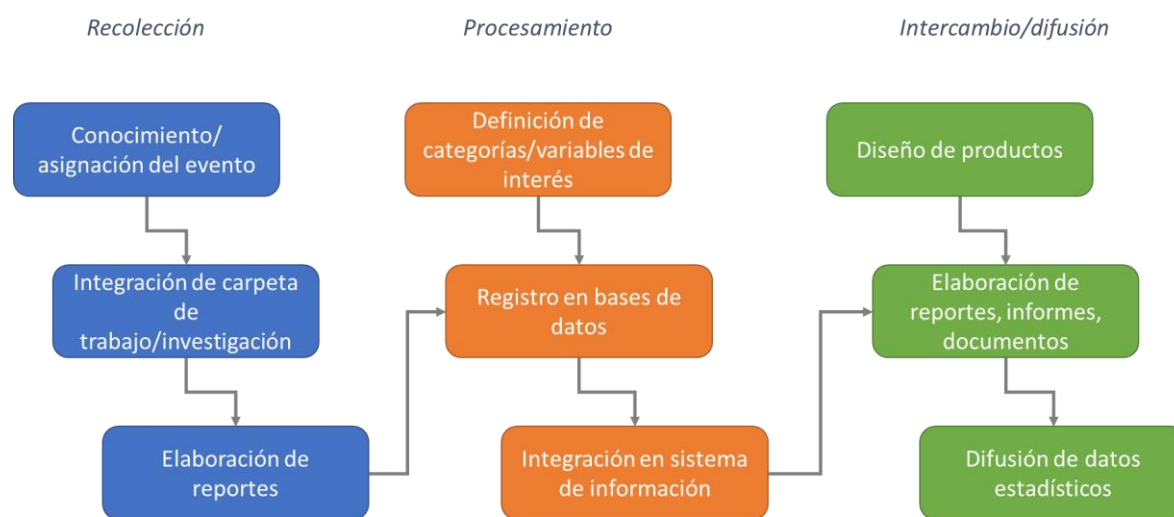 Recolección
Procesamiento
Intercambio/difusión
Conocimiento/
asignación del evento
Integración de carpeta
de
trabajo/investigación
Elaboración de
reportes
Definición de
categorías/variables de
interés
Registro en bases de
datos
Integración en sistema
de información
Diseño de productos
Elaboración de
reportes, informes,
documentos
Difusión de datos
estadísticos